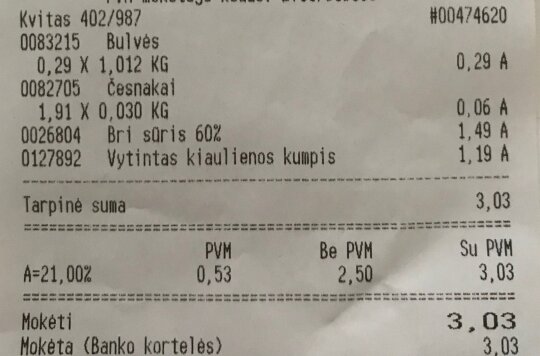 Kvitas 402/987 #00474620
0083215 Bulvės
0,29 X 1,012 KG 0,29 A
0082705 Česnakai
1,91 X 0,030 KG 0,06 A
0026804 Bri sūris 60% 1,49 A
0127892 Vytintas kiaulienos kumpis 1,19 A
Tarpinė suma 3,03
PVM Be PVM Su PVM
A=21,00% 0,53 2,50 3,03
Mokėti 3,03
Mokėta (Banko kortelės) 3,03